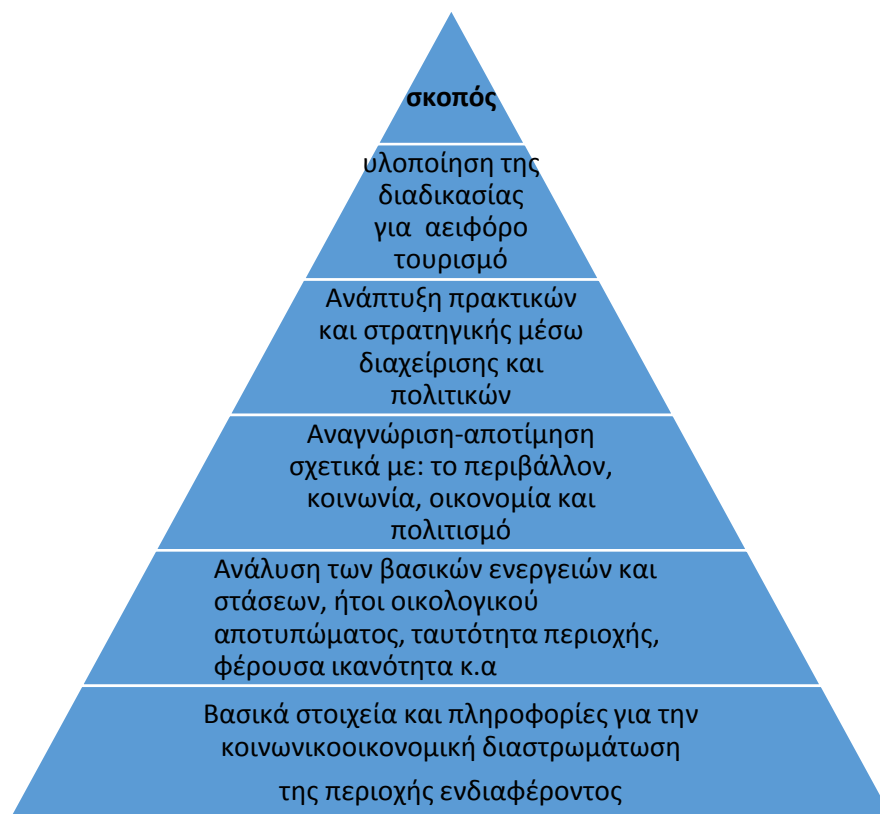 σκοπός
υλοποίηση της
διαδικασίας
για αειφόρο
τουρισμό
Ανάπτυξη πρακτικών
και στρατηγικής μέσω
διαχείρισης και
πολιτικών
Αναγνώριση-αποτίμηση
σχετικά με: το περιβάλλον,
κοινωνία, οικονομία και
πολιτισμό
Ανάλυση των βασικών ενεργειών και
στάσεων, ήτοι οικολογικού
αποτυπώματος, ταυτότητα περιοχής,
φέρουσα ικανότητα κ.α
Βασικά στοιχεία και πληροφορίες για την
κοινωνικοοικονομική διαστρωμάτωση
της περιοχής ενδιαφέροντος